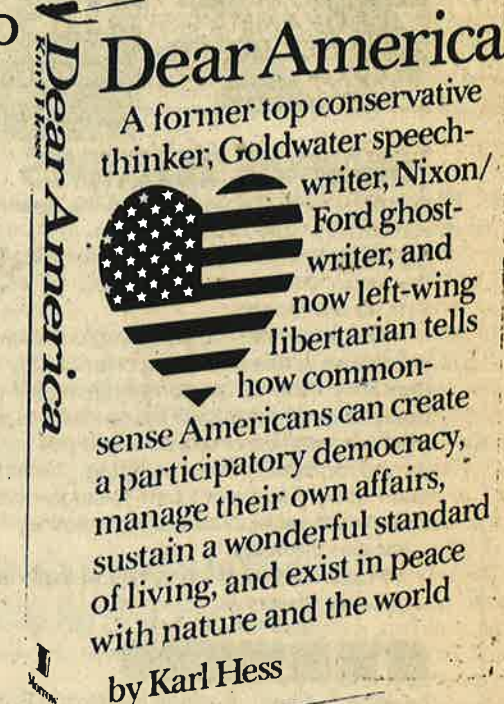 Dear America
Karl Hess
Morrow
Dear America
A former top conservative
thinker, Goldwater speech-
writer, Nixon/
Ford ghost-
writer, and
now left-wing
libertarian tells
how common-
sense Americans can create
a participatory democracy,
manage their own affairs,
sustain a wonderful standard
of living, and exist in peace
with nature and the world
by Karl Hess